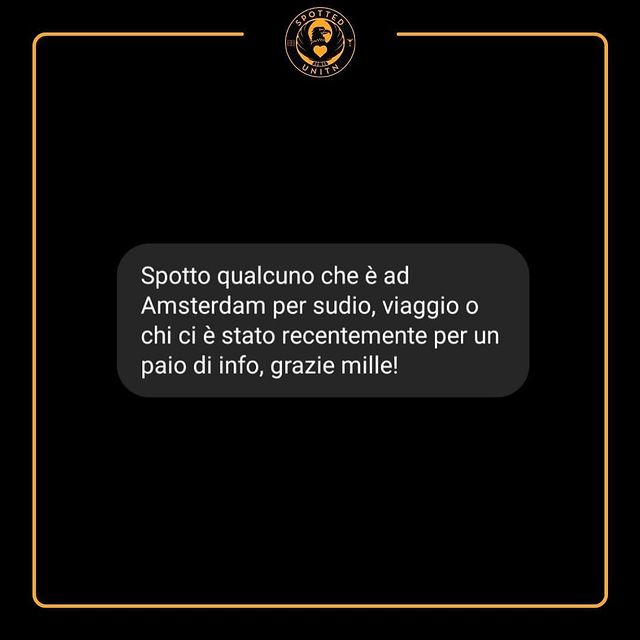 SPOTTED
UNITN
Spotto qualcuno che è ad
Amsterdam per sudio, viaggio o
chi ci è stato recentemente per un
paio di info, grazie mille!